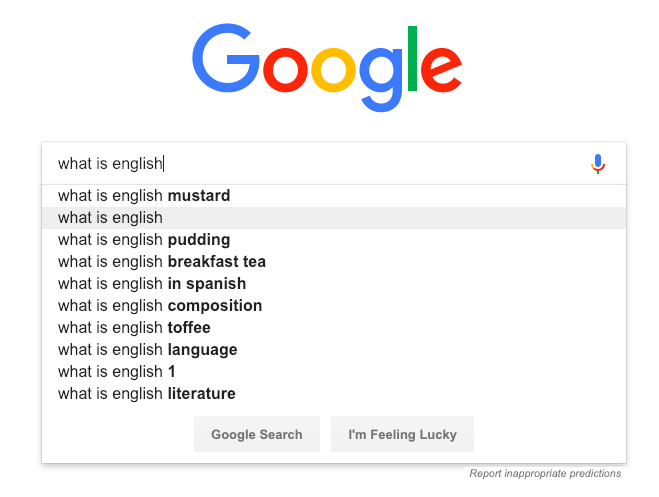 Google
what is english
what is english mustard
what is english
what is english pudding
what is english breakfast tea
what is english in spanish
what is english composition
what is english toffee
what is english language
what is english 1
what is english literature
Google Search I'm Feeling Lucky
Report inappropriate predictions